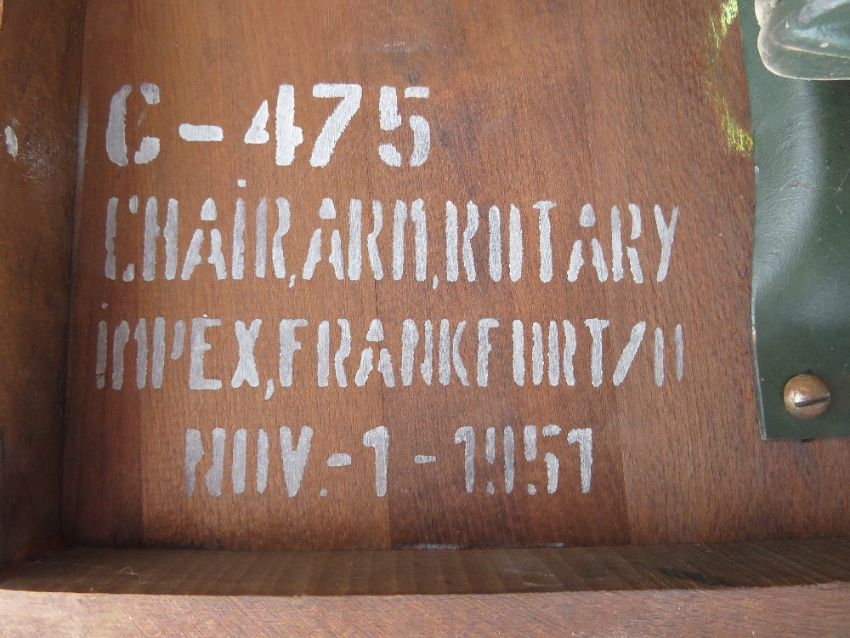 C-475
CHAIR, ARM, ROTARY
IMPEX, FRANKFURT/M
NOV.-1-1951